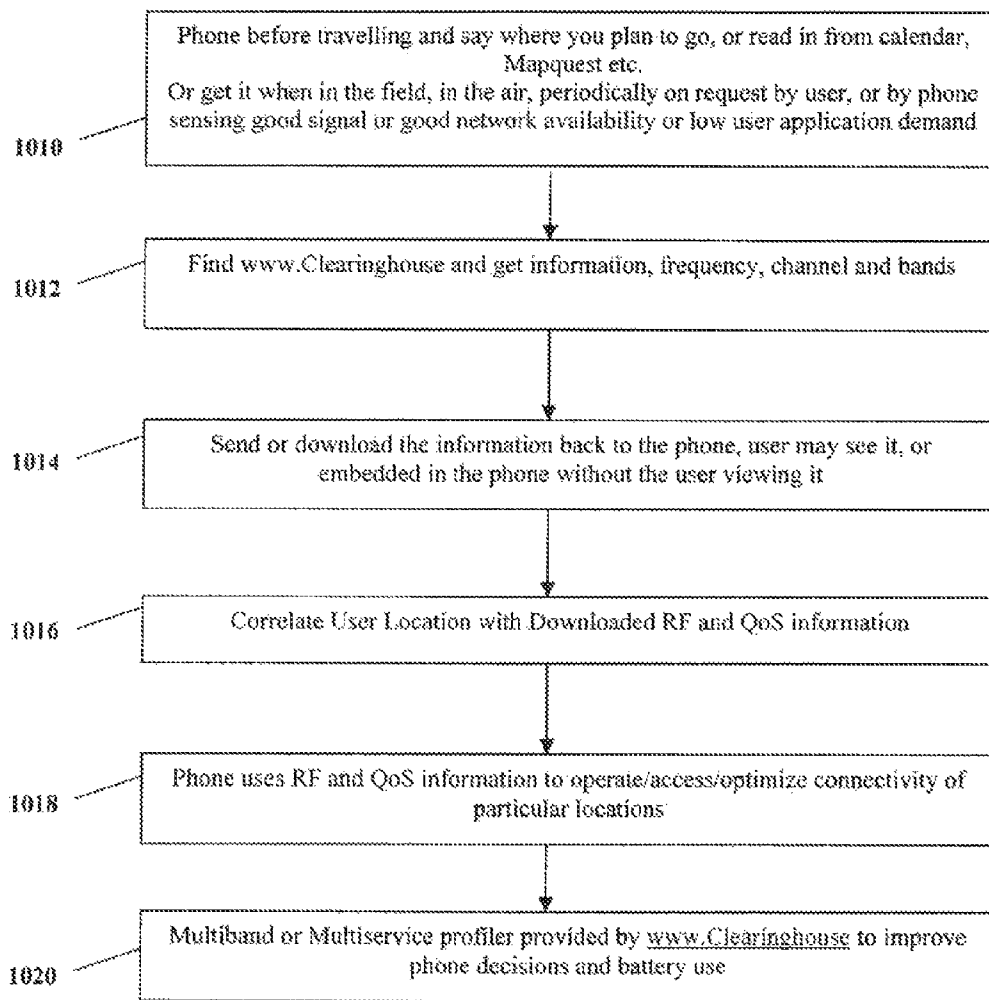 Phone before travelling and say where you plan to go, or read in from calendar,
Mapquest etc.
Or get it when in the field, in the air, periodically on request by user, or by phone
sensing good signal or good network availability or low user application demand
1010
Find www.Clearinghouse and get information, frequency, channel and bands
1012
Send or download the information back to the phone, user may see it, or
embedded in the phone without the user viewing it
1014
Correlate User Location with Downloaded RF and QoS information
1016
Phone uses RF and QoS information to operate/access/optimize connectivity of
particular locations
1018
Multiband or Multiservice profiler provided by www.Clearinghouse to improve
phone decisions and battery use
1020